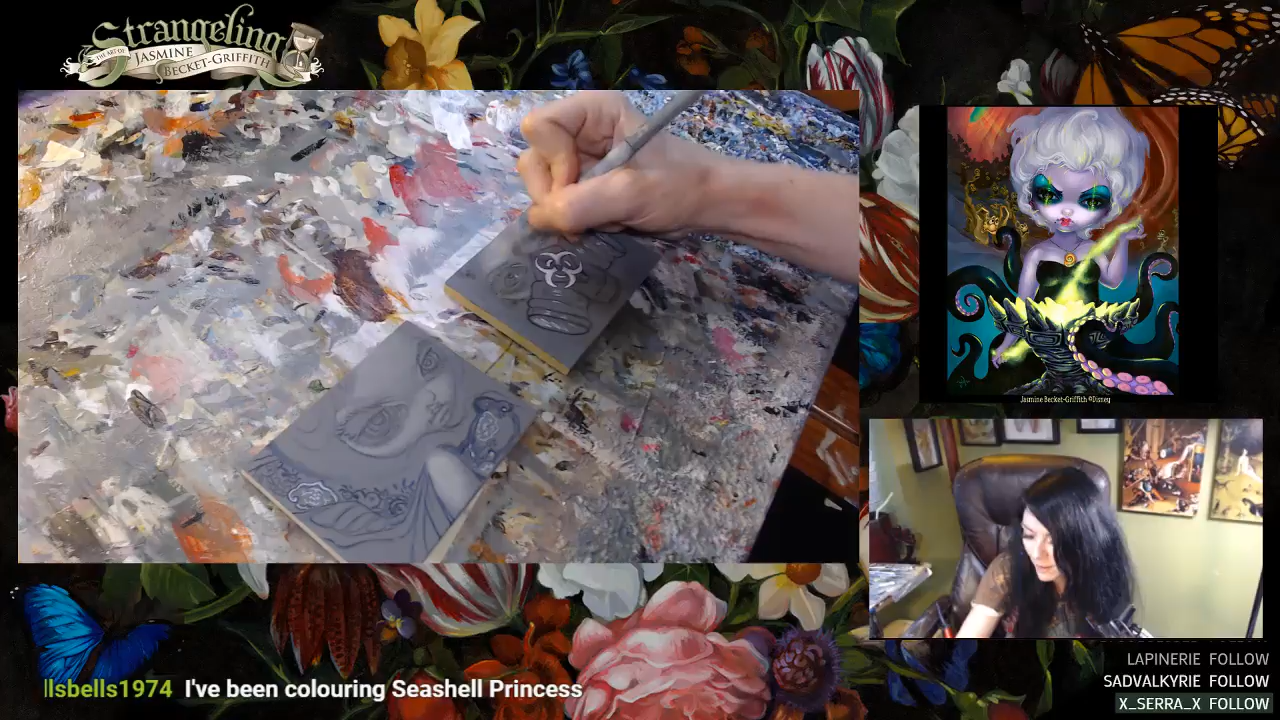 Strangeling
THE ART OF
JASMINE
BECKET-GRIFFITH
Jasmine Becket-Griffith ©Disney
LAPINERIE FOLLOW
SADVALKYRIE FOLLOW
X_SERRA_X FOLLOW
llsbells1974 I've been colouring Seashell Princess